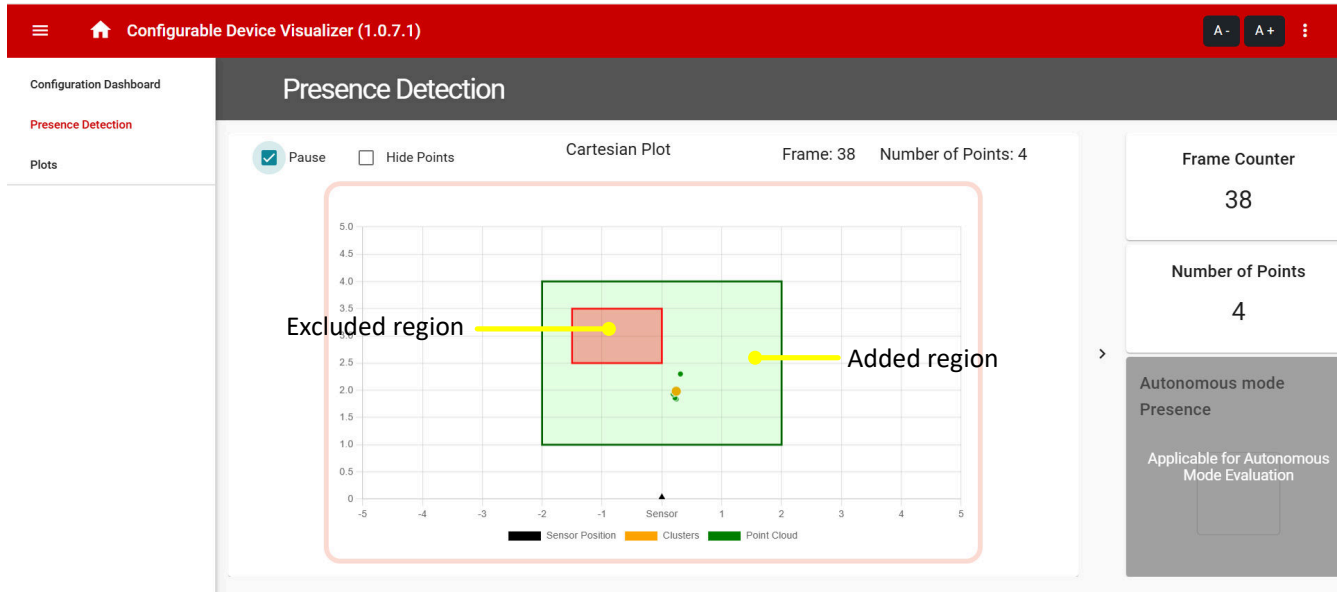 Configurable Device Visualizer (1.0.7.1)
A -
A +
Configuration Dashboard
Presence Detection
Plots
Presence Detection
Pause
Hide Points
Cartesian Plot
Frame: 38
Number of Points: 4
5.0
4.5
4.0
3.5
3.0
2.5
2.0
1.5
1.0
0.5
0
Excluded region
Added region
-5 -4 -3 -2 -1 Sensor 1 2 3 4 5
Sensor Position Clusters Point Cloud
Frame Counter
38
Number of Points
4
Autonomous mode
Presence
Applicable for Autonomous
Mode Evaluation